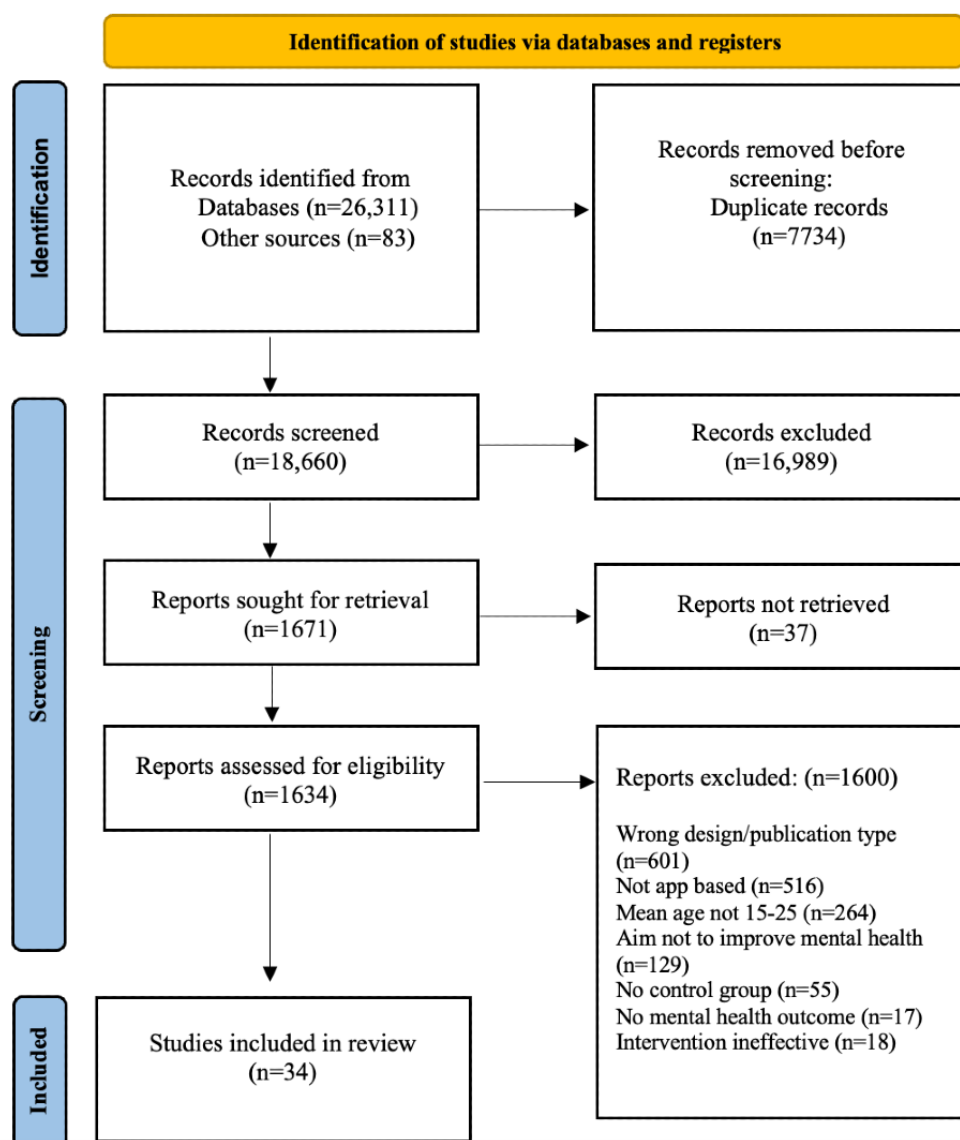 Identification of studies via databases and registers
Identification
Records identified from
Databases (n=26,311)
Other sources (n=83)
Records removed before
screening:
Duplicate records
(n=7734)
Screening
Records screened
(n=18,660)
Records excluded
(n=16,989)
Reports sought for retrieval
(n=1671)
Reports not retrieved
(n=37)
Reports assessed for eligibility
(n=1634)
Reports excluded: (n=1600)
Wrong design/publication type
(n=601)
Not app based (n=516)
Mean age not 15-25 (n=264)
Aim not to improve mental health
(n=129)
No control group (n=55)
No mental health outcome (n=17)
Intervention ineffective (n=18)
Included
Studies included in review
(n=34)